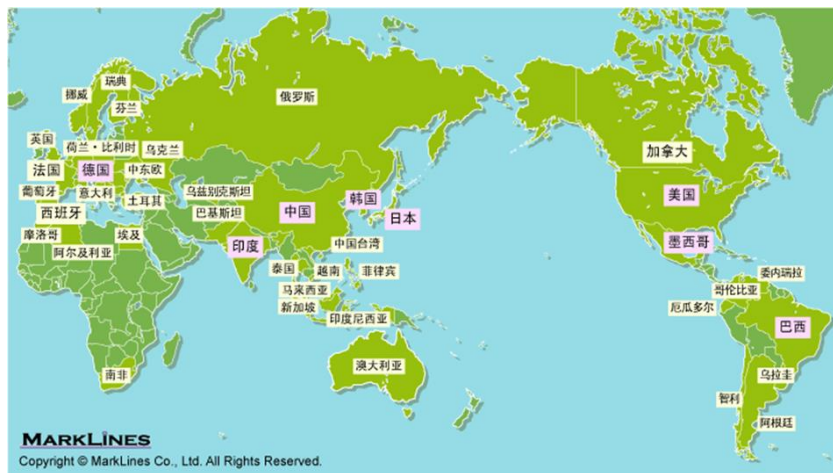 瑞典
挪威
俄罗斯
芬兰
英国
荷兰・比利时
乌克兰
加拿大
法国
德国
中东欧
葡萄牙
意大利
土耳其
乌兹别克斯坦
韩国
美国
西班牙
巴基斯坦
中国
日本
摩洛哥
埃及
印度
中国台湾
墨西哥
阿尔及利亚
泰国
越南
菲律宾
委内瑞拉
马来西亚
哥伦比亚
新加坡
厄瓜多尔
印度尼西亚
巴西
澳大利亚
南非
乌拉圭
智利
阿根廷
MARKLINES
Copyright © MarkLines Co., Ltd. All Rights Reserved.